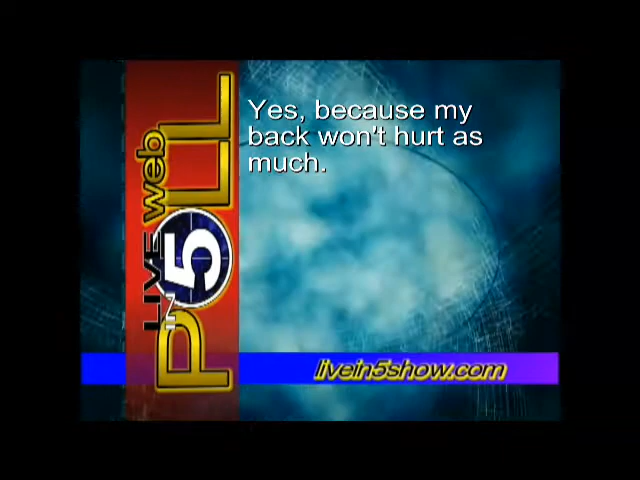 Yes, because my
back won't hurt as
much.
LIVE IN 5
web
POLL
livein5show.com